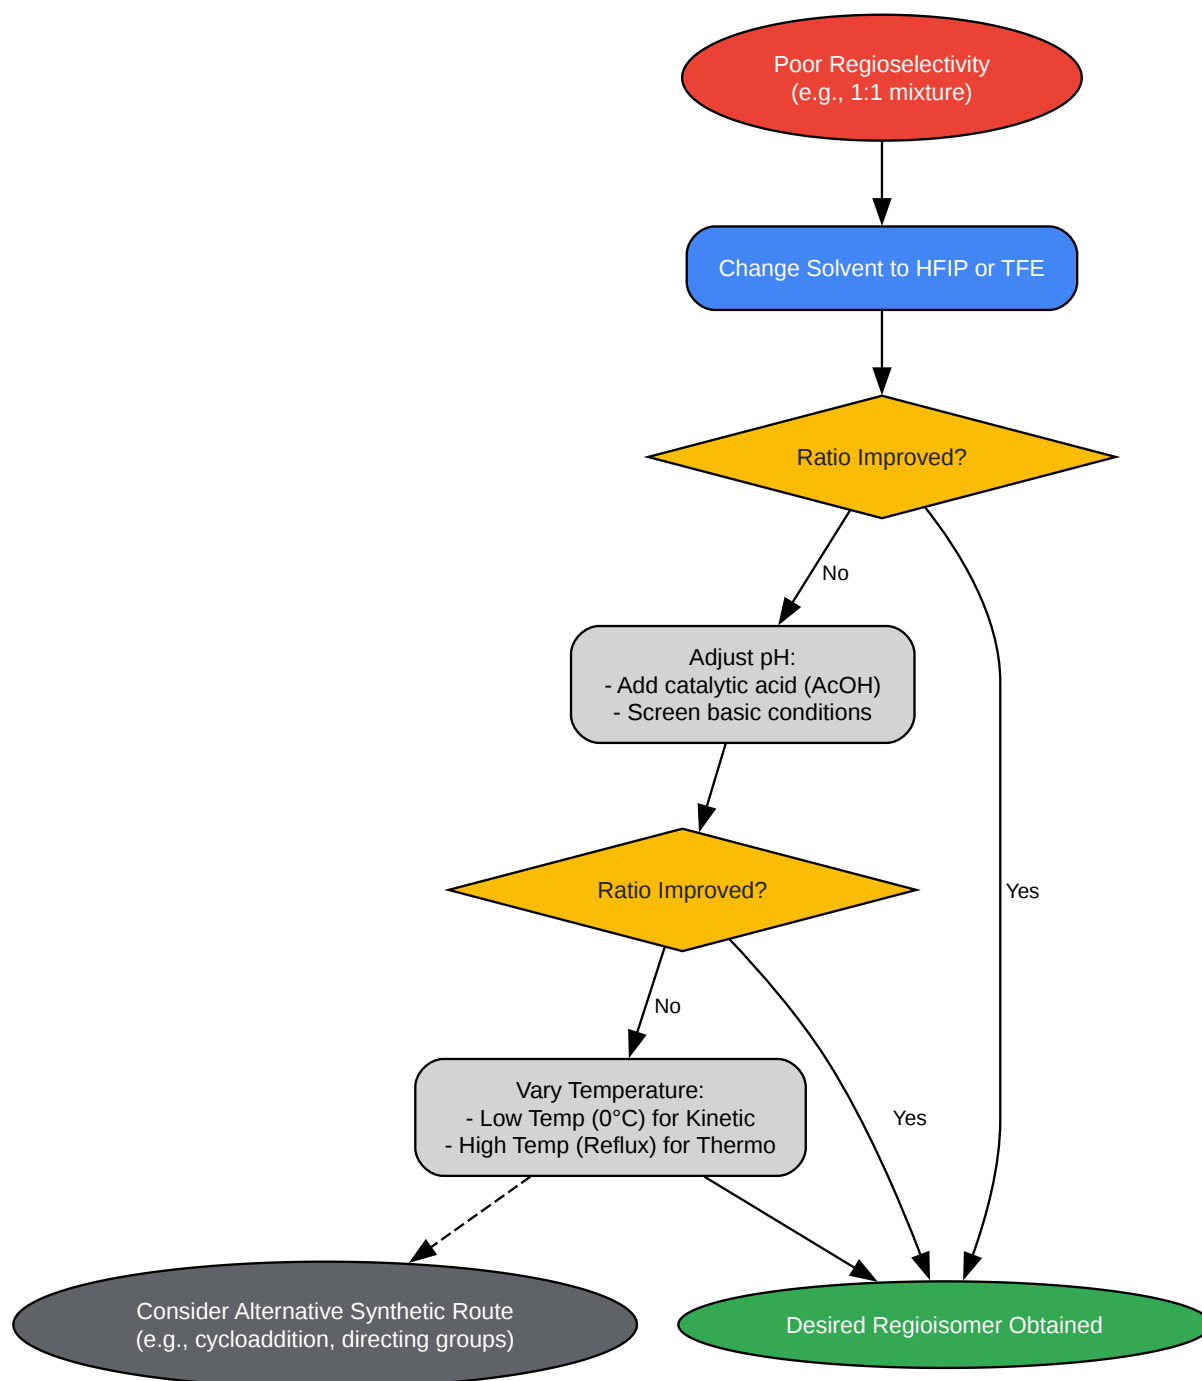 Poor Regioselectivity
(e.g., 1:1 mixture)
Change Solvent to HFIP or TFE
Ratio Improved?
No
Adjust pH:
- Add catalytic acid (AcOH)
- Screen basic conditions
Ratio Improved?
Yes
No
Vary Temperature:
- Low Temp (0°C) for Kinetic
- High Temp (Reflux) for Thermo
Yes
Consider Alternative Synthetic Route
(e.g., cycloaddition, directing groups)
Desired Regioisomer Obtained